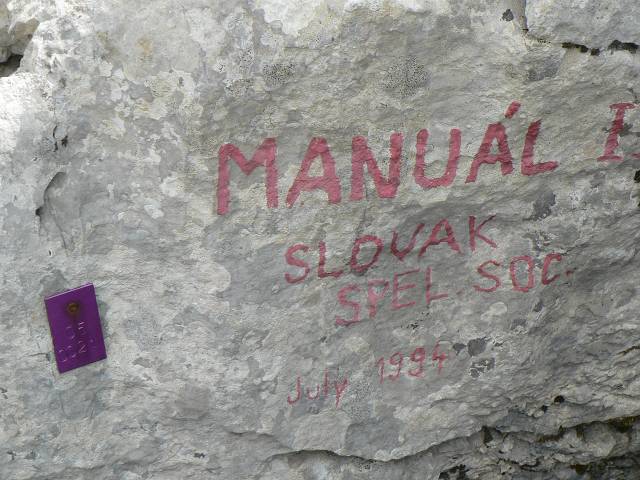 MANUÁL I
SLOVAK
SPEL. SOC.
July 1994